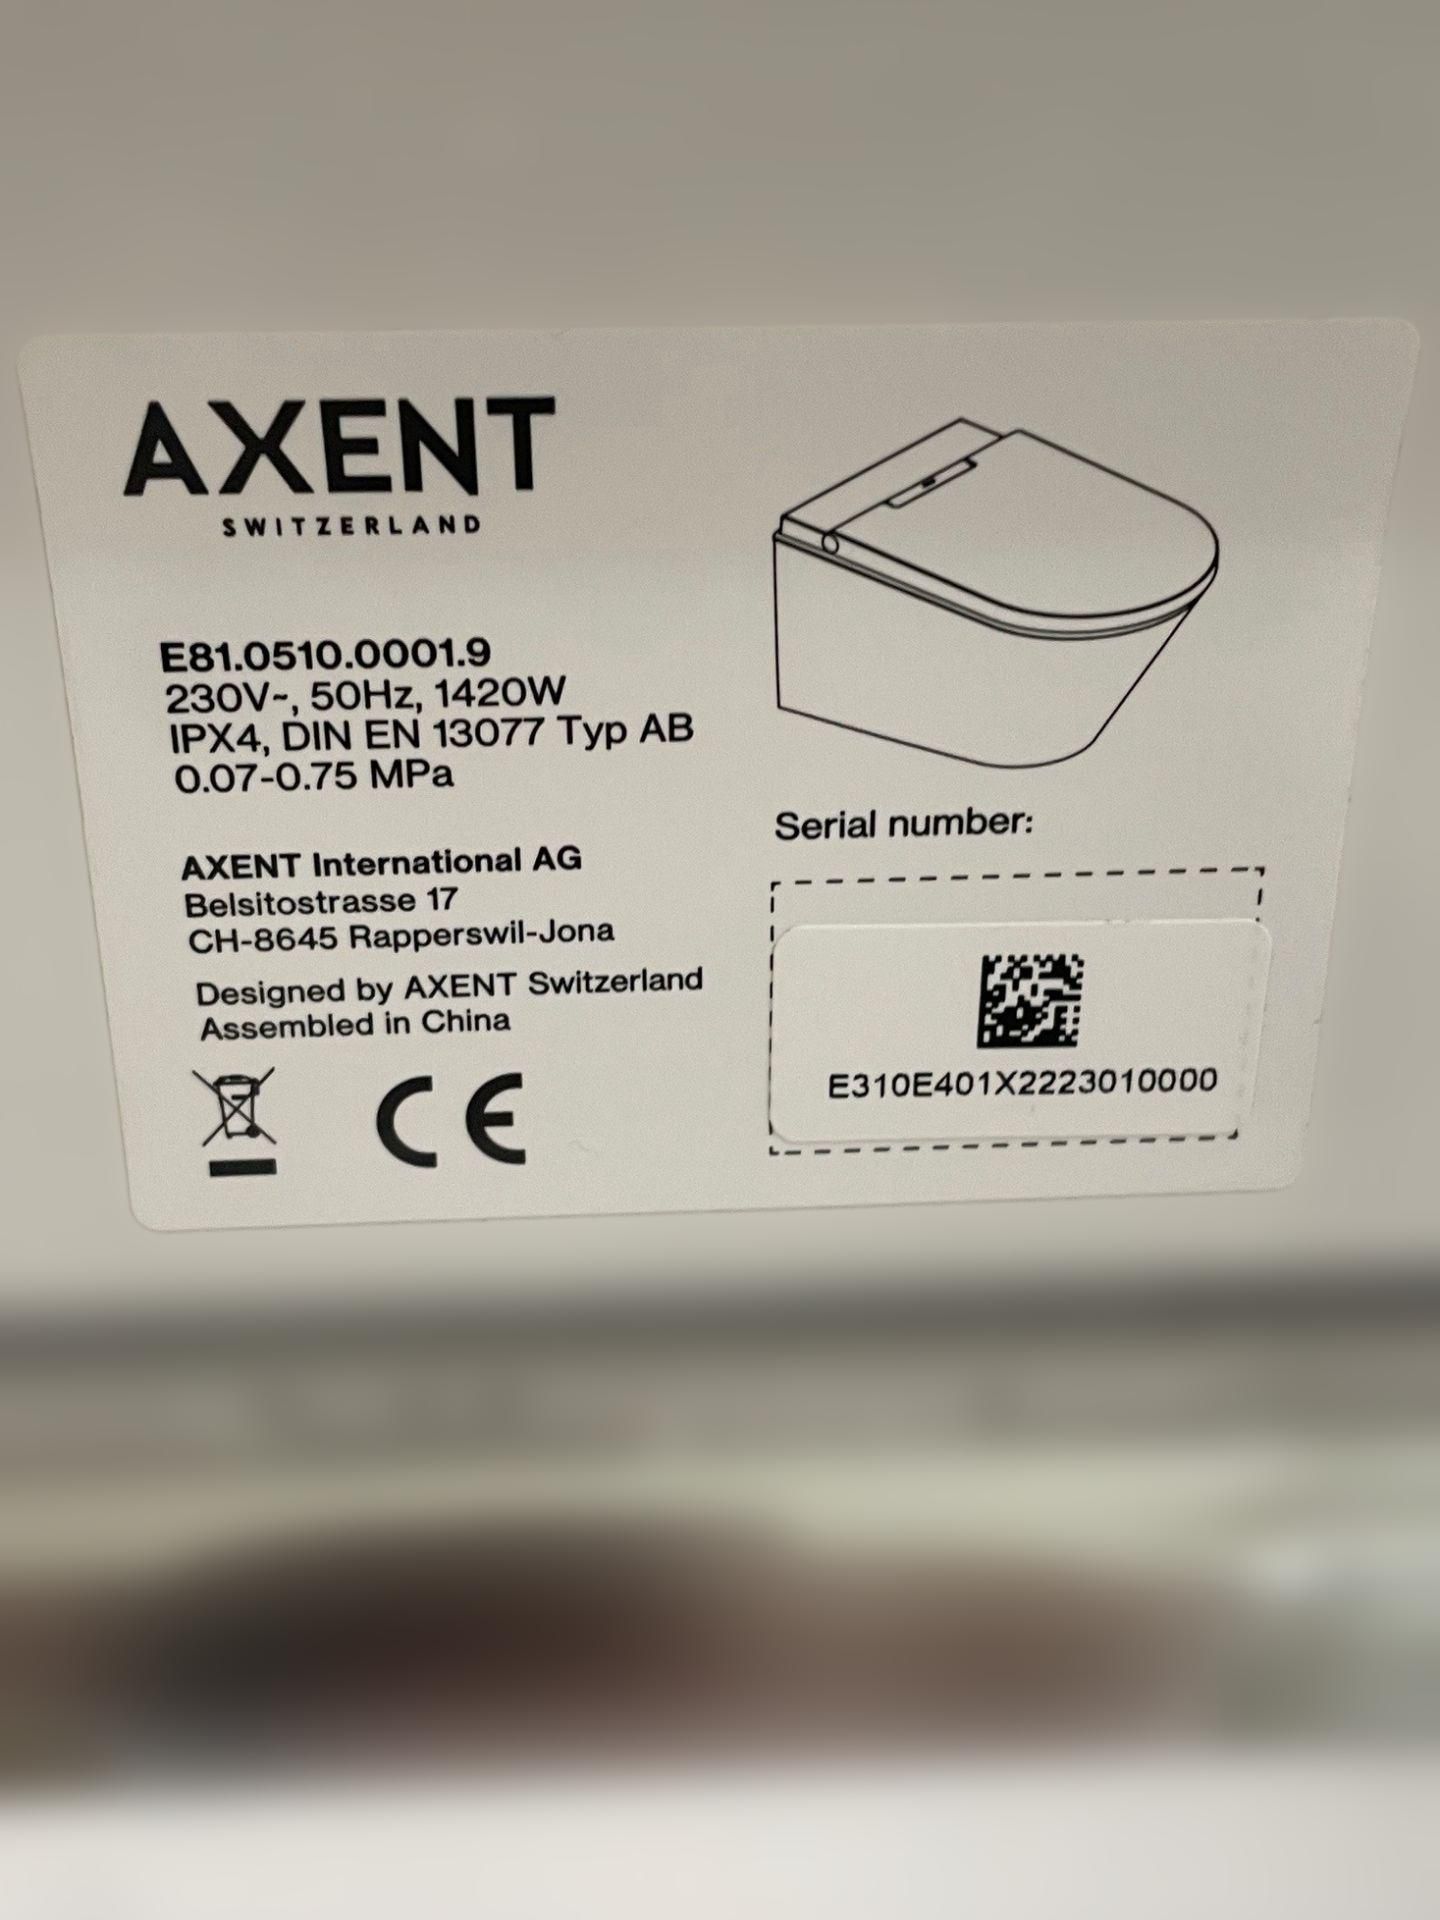 AXENT
SWITZERLAND
E81.0510.0001.9
230V~, 50Hz, 1420W
IPX4, DIN EN 13077 Typ AB
0.07-0.75 MPa
AXENT International AG
Belsitostrasse 17
CH-8645 Rapperswil-Jona
Designed by AXENT Switzerland
Assembled in China
CE
Serial number:
E310E401X2223010000